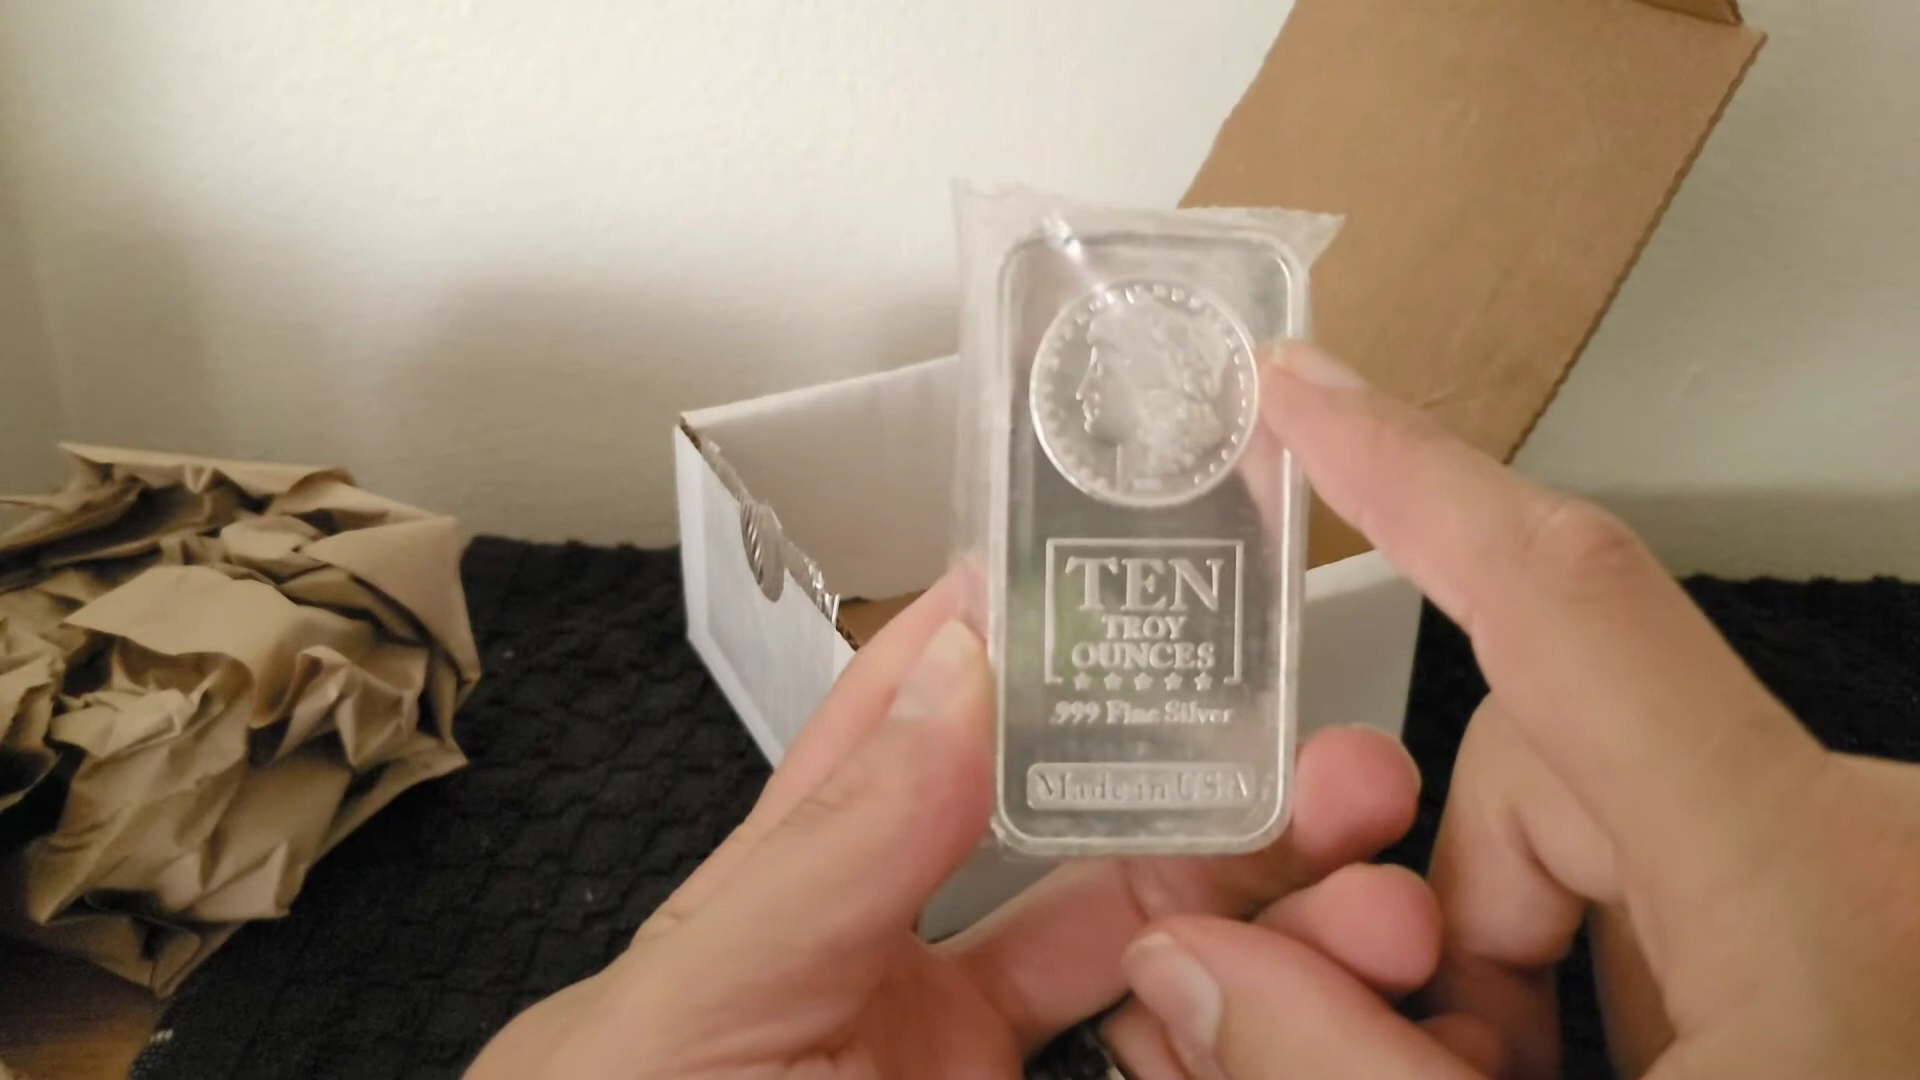 TEN
TROY
OUNCES
.999 Fine Silver
Made in USA